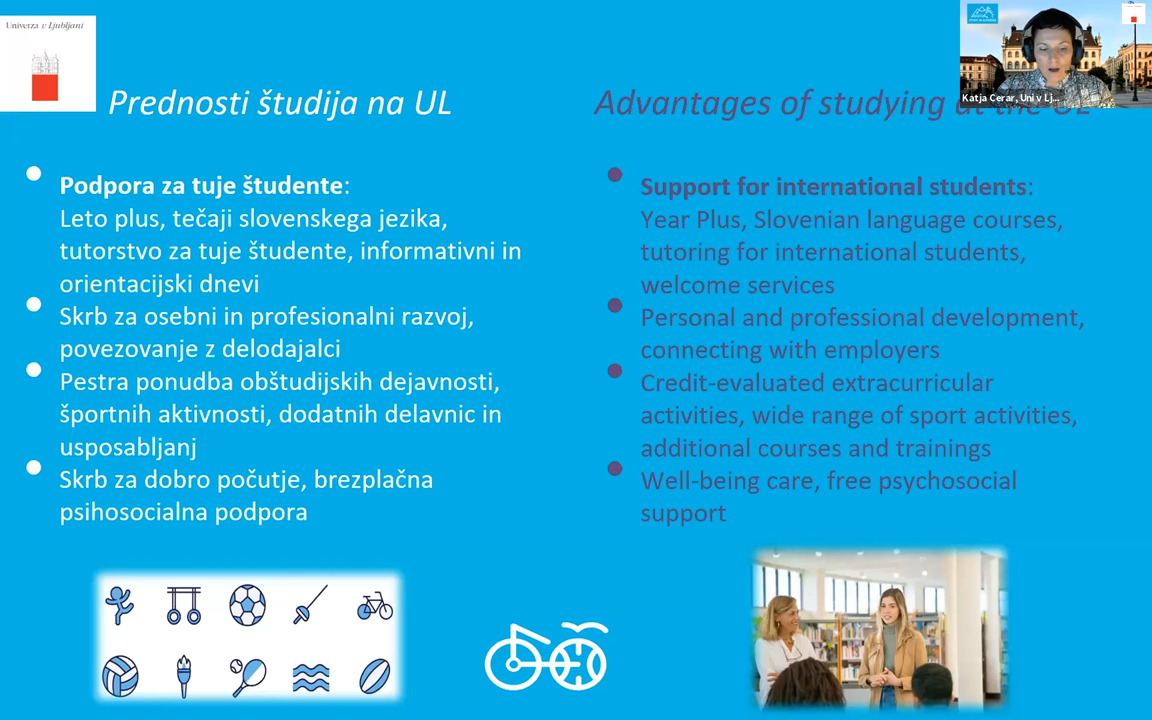 Univerza v Ljubljani
Katja Cerar, Uni v Lj...
Prednosti študija na UL
Podpora za tuje študente:
Leto plus, tečaji slovenskega jezika,
tutorstvo za tuje študente, informativni in
orientacijski dnevi
Skrb za osebni in profesionalni razvoj,
povezovanje z delodajalci
Pestra ponudba obštudijskih dejavnosti,
športnih aktivnosti, dodatnih delavnic in
usposabljanj
Skrb za dobro počutje, brezplačna
psihosocialna podpora
Advantages of studying at the UL
Support for international students:
Year Plus, Slovenian language courses,
tutoring for international students,
welcome services
Personal and professional development,
connecting with employers
Credit-evaluated extracurricular
activities, wide range of sport activities,
additional courses and trainings
Well-being care, free psychosocial
support